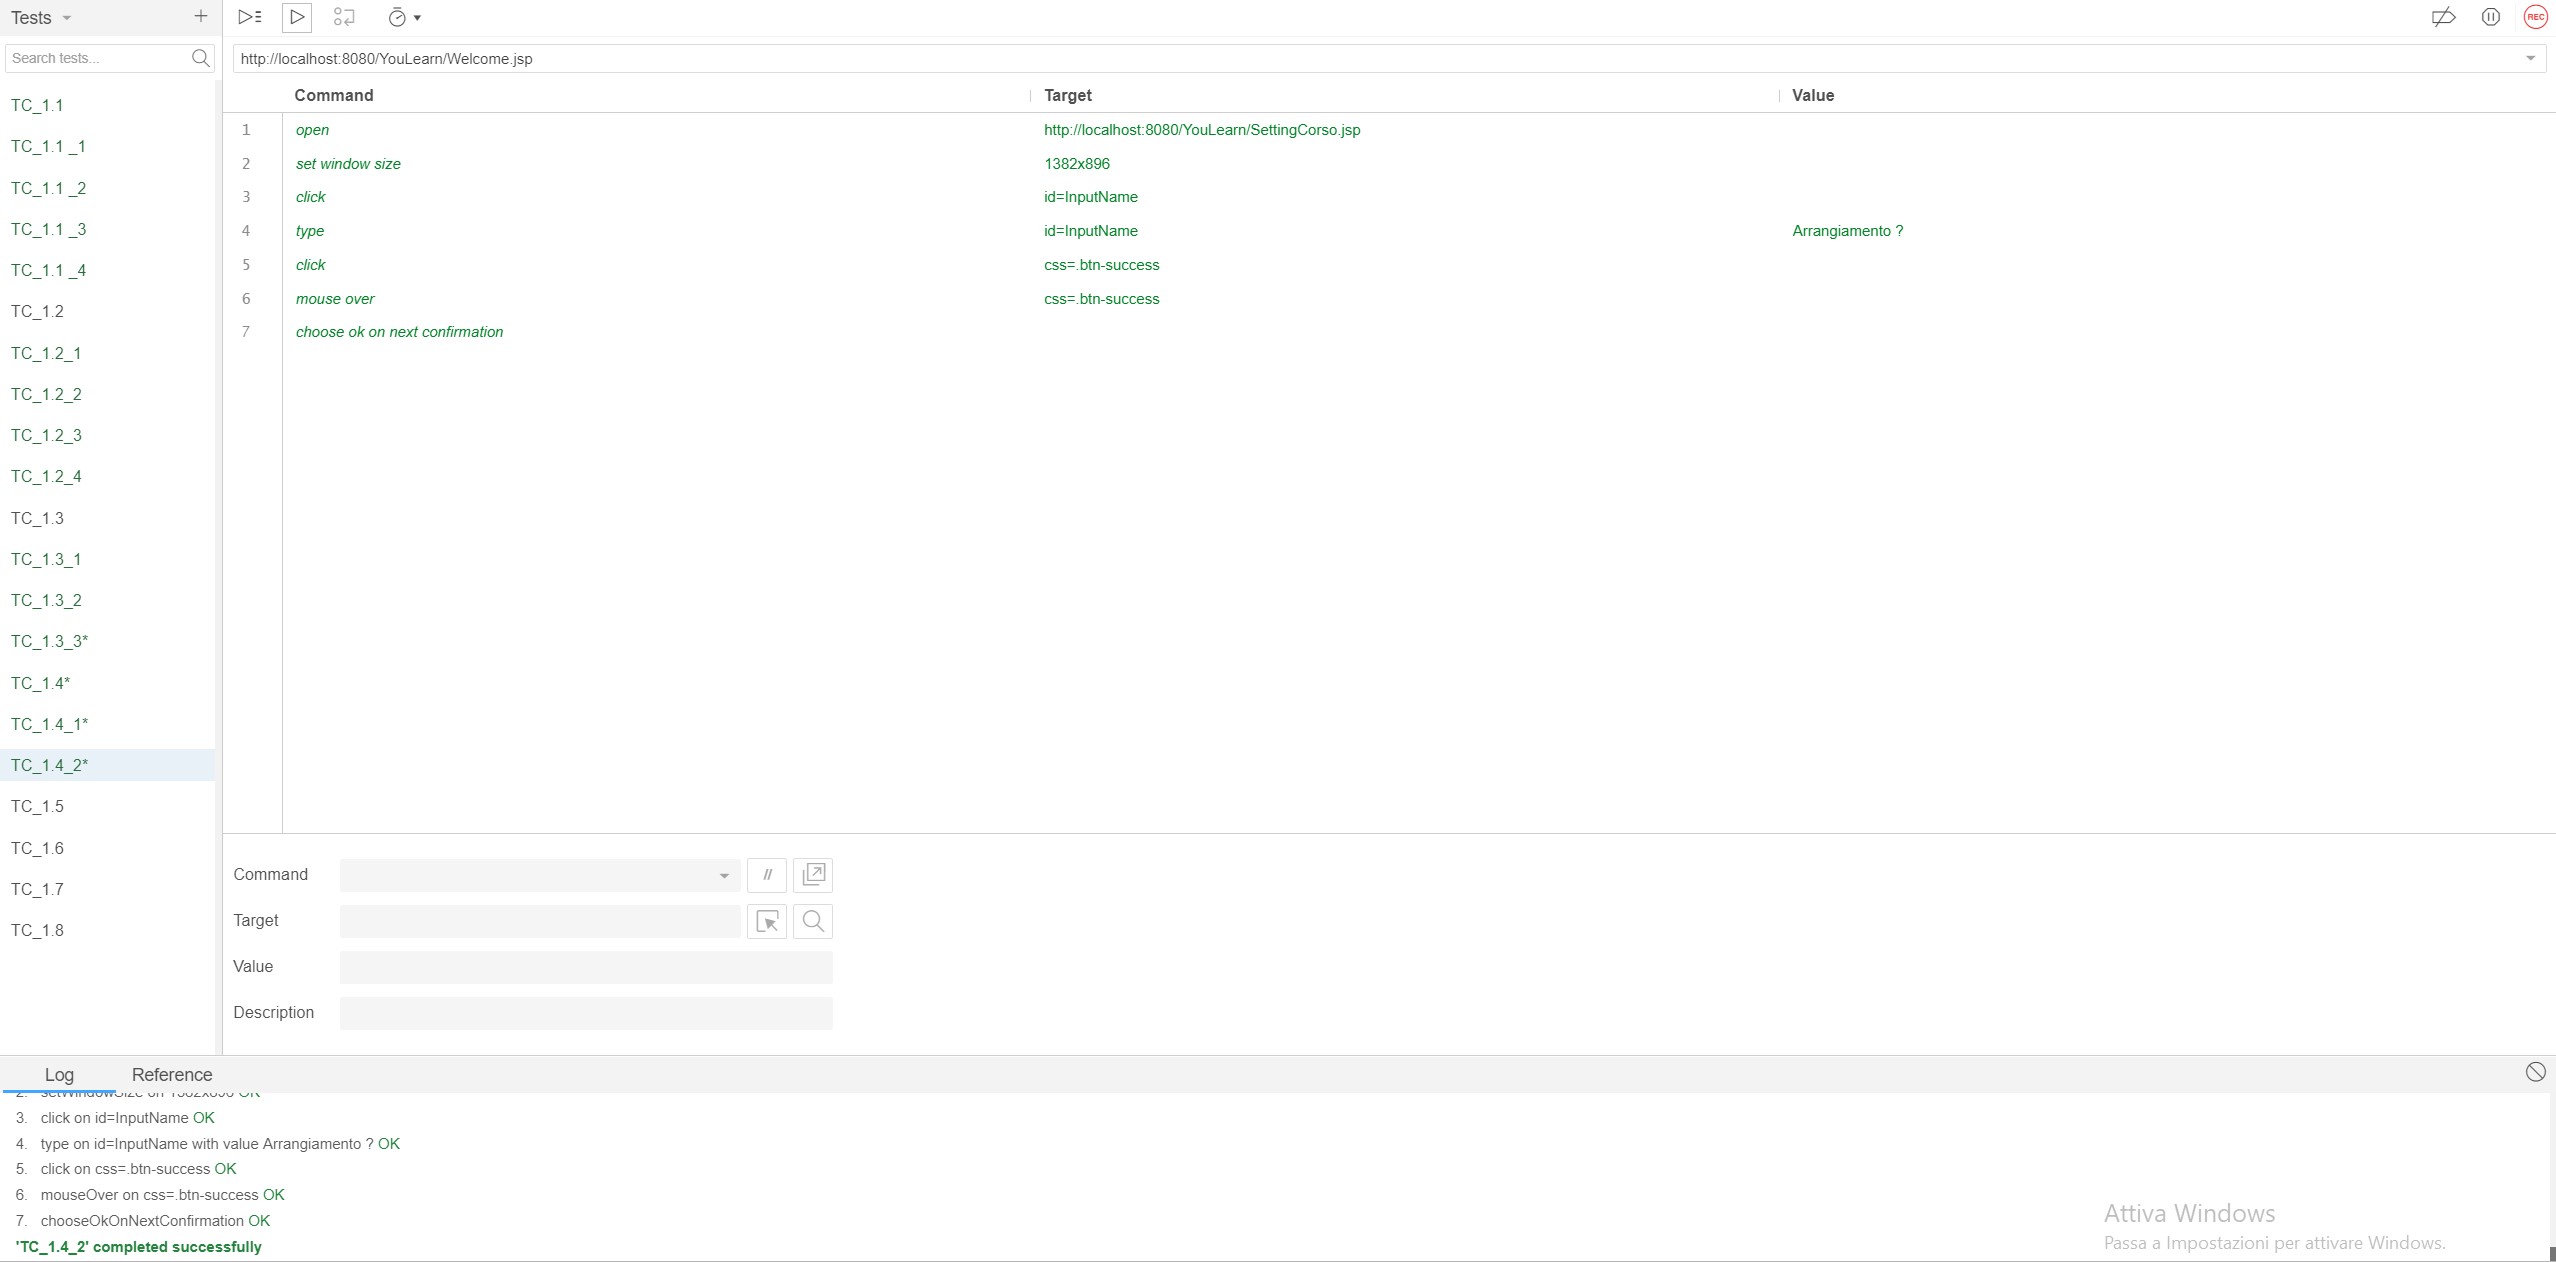 Tests
REC
Search tests...
http://localhost:8080/YouLearn/Welcome.jsp
Command Target Value
TC_1.1
TC_1.1 _1
TC_1.1 _2
TC_1.1 _3
TC_1.1 _4
TC_1.2
TC_1.2_1
TC_1.2_2
TC_1.2_3
TC_1.2_4
TC_1.3
TC_1.3_1
TC_1.3_2
TC_1.3_3*
TC_1.4*
TC_1.4_1*
TC_1.4_2*
TC_1.5
TC_1.6
TC_1.7
TC_1.8
1 open http://localhost:8080/YouLearn/SettingCorso.jsp
2 set window size 1382x896
3 click id=InputName
4 type id=InputName Arrangiamento ?
5 click css=.btn-success
6 mouse over css=.btn-success
7 choose ok on next confirmation
Command //
Target
Value
Description
Log Reference
2. setWindowSize on 1382x896 OK
3. click on id=InputName OK
4. type on id=InputName with value Arrangiamento ? OK
5. click on css=.btn-success OK
6. mouseOver on css=.btn-success OK
7. chooseOkOnNextConfirmation OK
'TC_1.4_2' completed successfully
Attiva Windows
Passa a Impostazioni per attivare Windows.